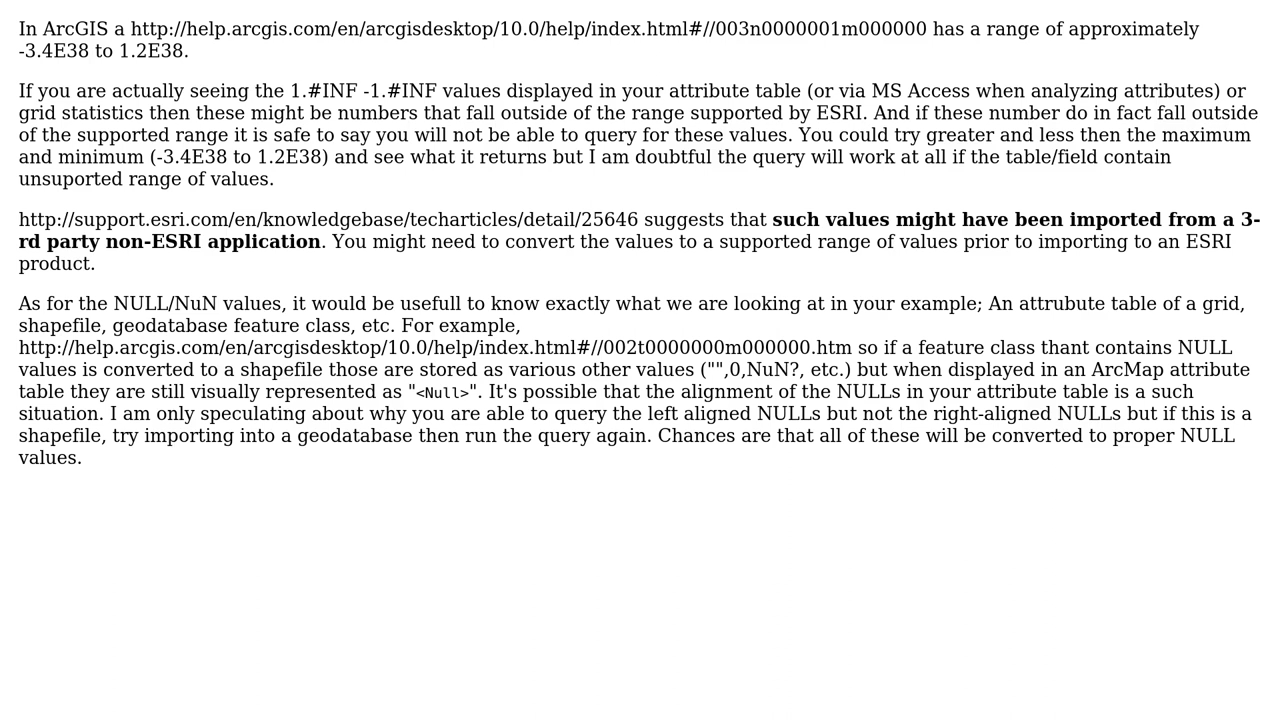 In ArcGIS a http://help.arcgis.com/en/arcgisdesktop/10.0/help/index.html#//003n0000001m000000 has a range of approximately
-3.4E38 to 1.2E38.
If you are actually seeing the 1.#INF -1.#INF values displayed in your attribute table (or via MS Access when analyzing attributes) or
grid statistics then these might be numbers that fall outside of the range supported by ESRI. And if these number do in fact fall outside
of the supported range it is safe to say you will not be able to query for these values. You could try greater and less then the maximum
and minimum (-3.4E38 to 1.2E38) and see what it returns but I am doubtful the query will work at all if the table/field contain
unsuported range of values.
http://support.esri.com/en/knowledgebase/techarticles/detail/25646 suggests that such values might have been imported from a 3-
rd party non-ESRI application. You might need to convert the values to a supported range of values prior to importing to an ESRI
product.
As for the NULL/NuN values, it would be usefull to know exactly what we are looking at in your example; An attrubute table of a grid,
shapefile, geodatabase feature class, etc. For example,
http://help.arcgis.com/en/arcgisdesktop/10.0/help/index.html#//002t0000000m000000.htm so if a feature class thant contains NULL
values is converted to a shapefile those are stored as various other values ("",0,NuN?, etc.) but when displayed in an ArcMap attribute
table they are still visually represented as "<Null>". It's possible that the alignment of the NULLs in your attribute table is a such
situation. I am only speculating about why you are able to query the left aligned NULLs but not the right-aligned NULLs but if this is a
shapefile, try importing into a geodatabase then run the query again. Chances are that all of these will be converted to proper NULL
values.